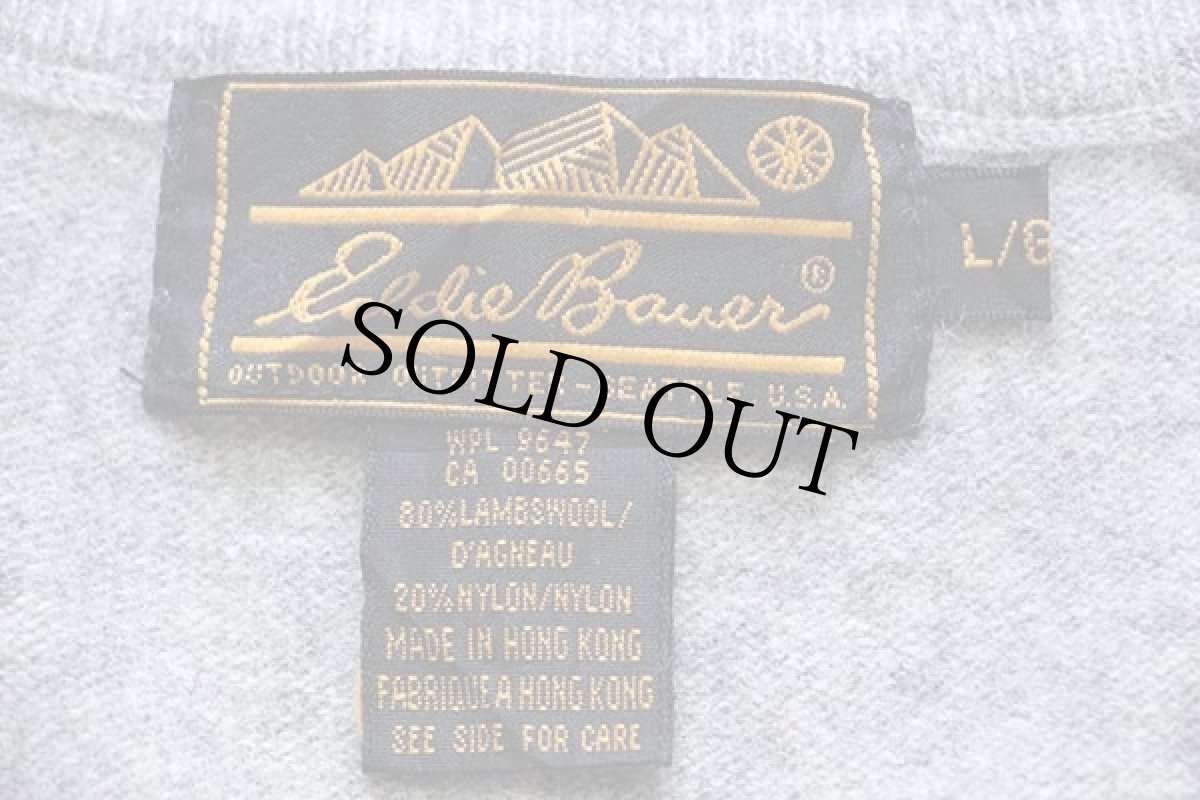 Eddie Bauer ®
OUTDOOR OUTFITTER - SEATTLE U.S.A.
L/G
SOLD OUT
WPL 9647
CA 00665
80% LAMBSWOOL/
D'AGNEAU
20% NYLON/NYLON
MADE IN HONG KONG
FABRIQUE A HONG KONG
SEE SIDE FOR CARE